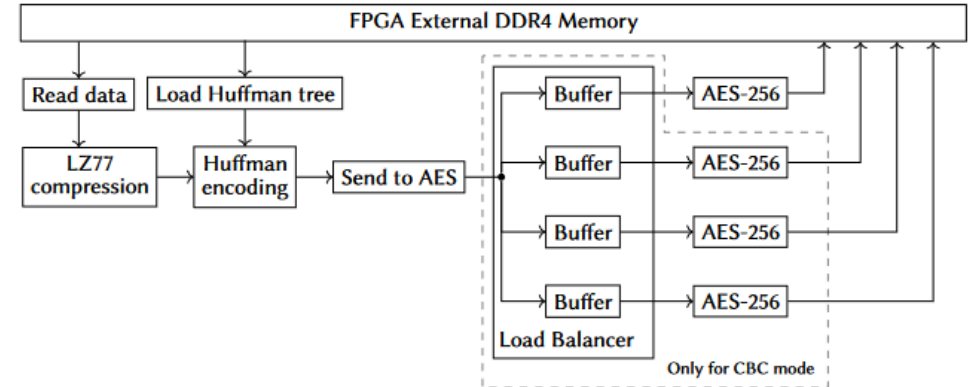 FPGA External DDR4 Memory
Read data
Load Huffman tree
Buffer
AES-256
LZ77
compression
Huffman
encoding
Send to AES
Buffer
AES-256
Buffer
AES-256
Buffer
AES-256
Load Balancer
Only for CBC mode